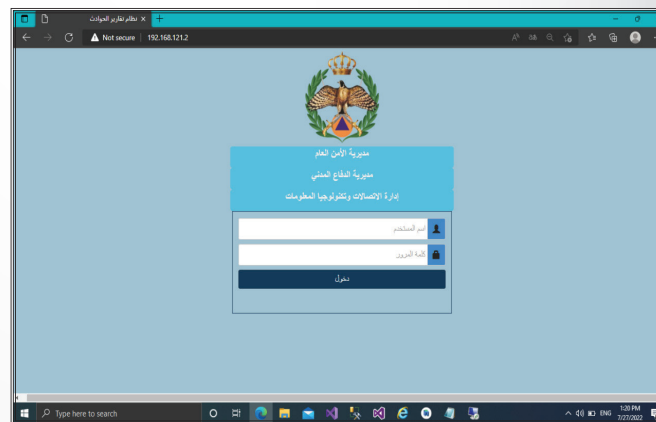 نظام تقارير الحوادث
Not secure | 192.168.121.2
مديرية الأمن العام
مديرية الدفاع المدني
إدارة الاتصالات وتكنولوجيا المعلومات
اسم المستخدم
كلمة المرور
دخول
Type here to search
ENG
1:20 PM
7/27/2022